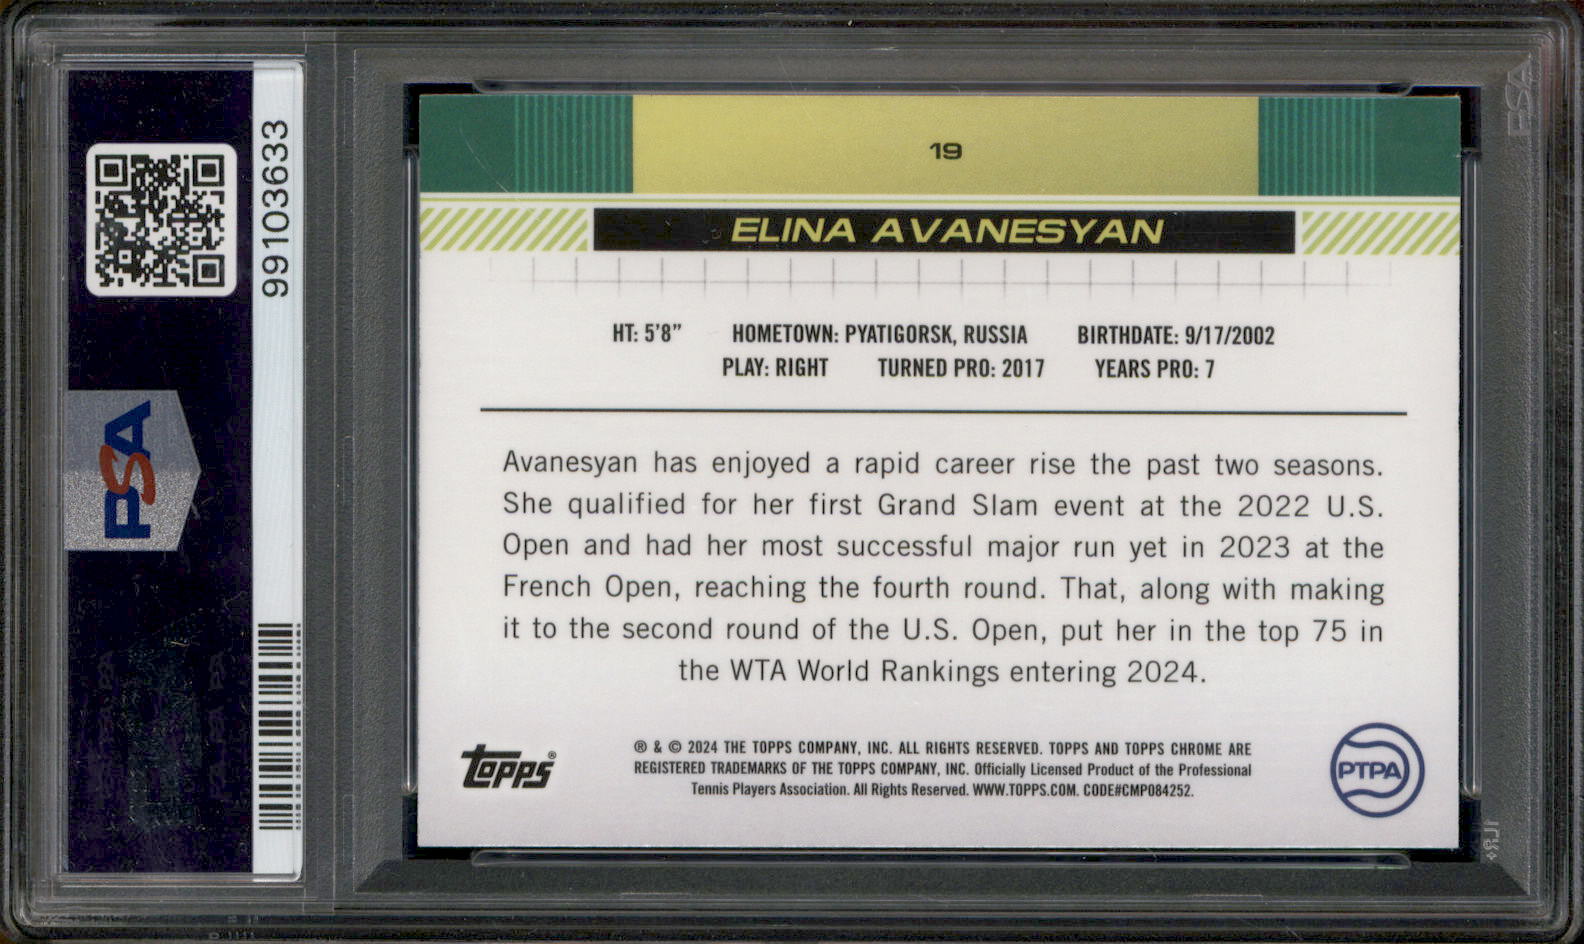 99103633
PSA
19
ELINA AVANESYAN
HT: 5'8" HOMETOWN: PYATIGORSK, RUSSIA BIRTHDATE: 9/17/2002
PLAY: RIGHT TURNED PRO: 2017 YEARS PRO: 7
Avanesyan has enjoyed a rapid career rise the past two seasons.
She qualified for her first Grand Slam event at the 2022 U.S.
Open and had her most successful major run yet in 2023 at the
French Open, reaching the fourth round. That, along with making
it to the second round of the U.S. Open, put her in the top 75 in
the WTA World Rankings entering 2024.
topps®
® & © 2024 THE TOPPS COMPANY, INC. ALL RIGHTS RESERVED. TOPPS AND TOPPS CHROME ARE
REGISTERED TRADEMARKS OF THE TOPPS COMPANY, INC. Officially Licensed Product of the Professional
Tennis Players Association. All Rights Reserved. WWW.TOPPS.COM. CODE#CMP084252.
PTPA
PSA